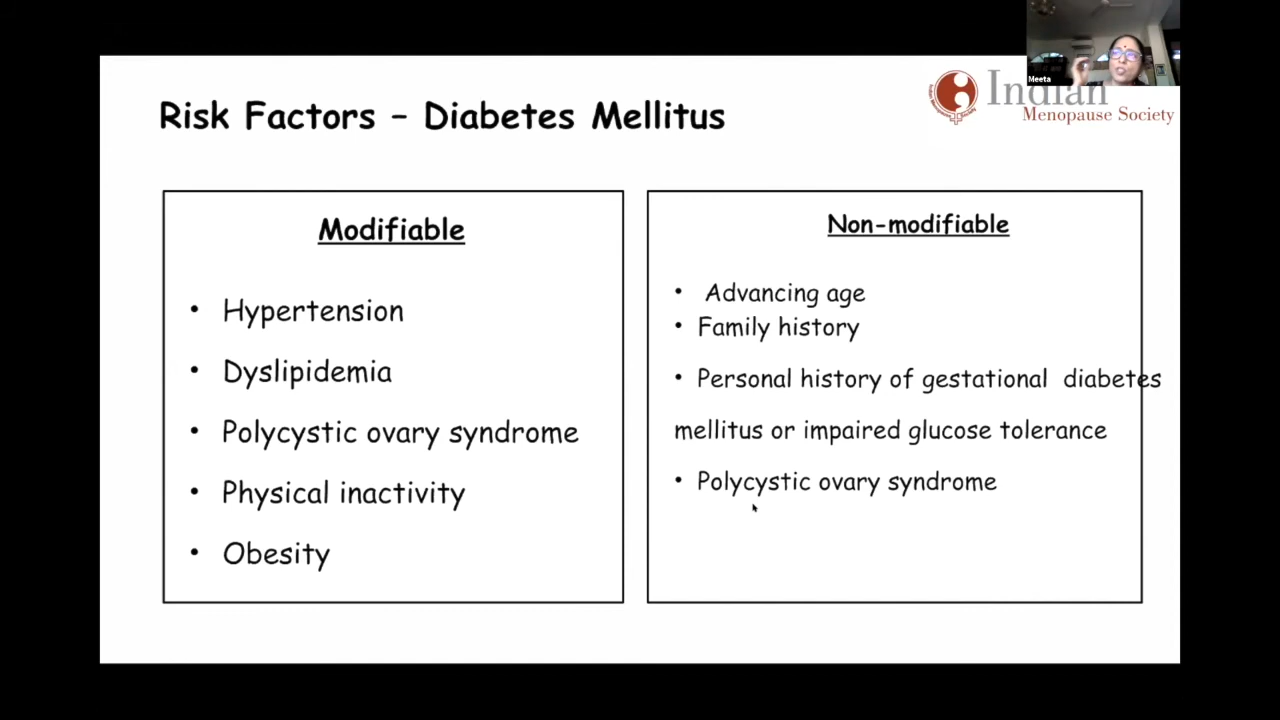 Meeta
Indian
Menopause Society
Risk Factors – Diabetes Mellitus
Modifiable
• Hypertension
• Dyslipidemia
• Polycystic ovary syndrome
• Physical inactivity
• Obesity
Non-modifiable
• Advancing age
• Family history
• Personal history of gestational diabetes
mellitus or impaired glucose tolerance
• Polycystic ovary syndrome